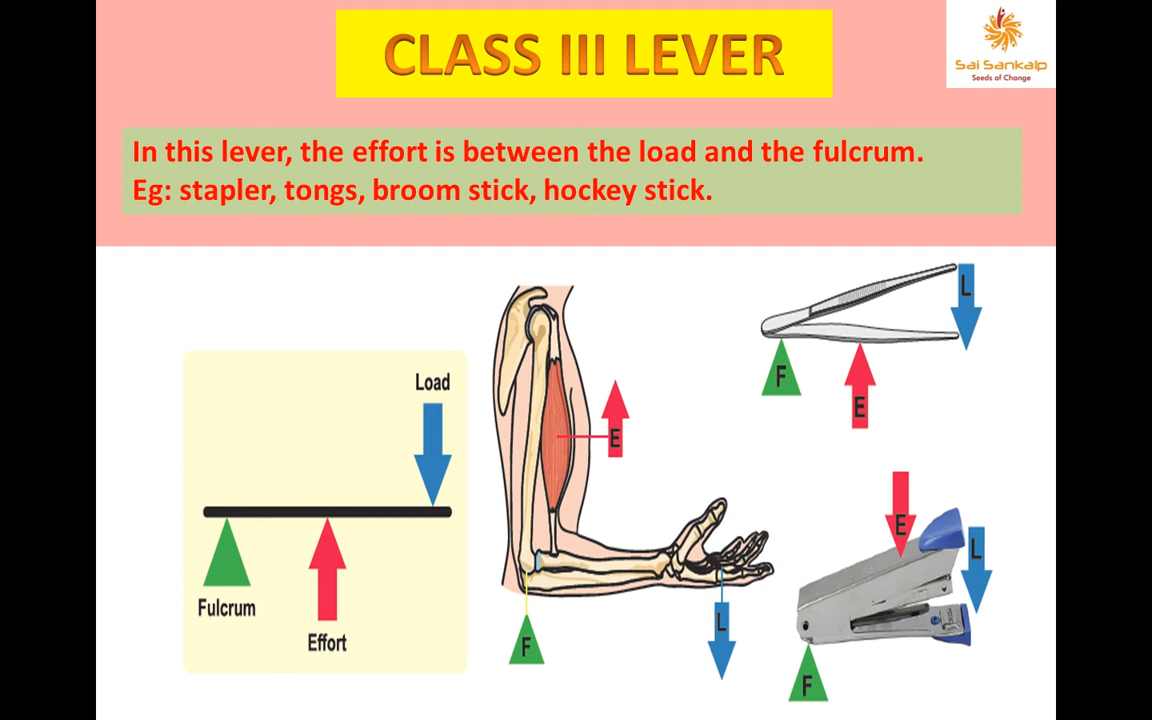 CLASS III LEVER
Sai Sankalp
Seeds of Change
In this lever, the effort is between the load and the fulcrum.
Eg: stapler, tongs, broom stick, hockey stick.
Load
Fulcrum
Effort
E
F
L
L
F
E
E
L
F